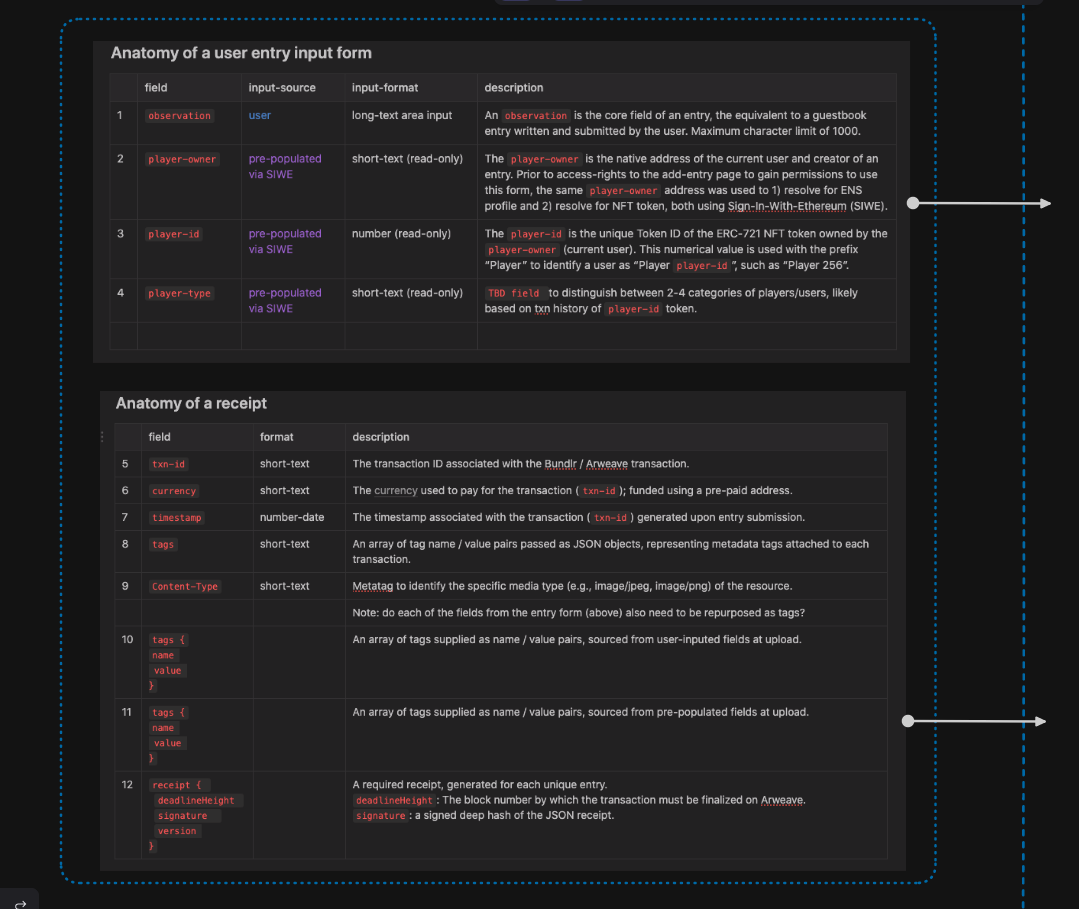 Anatomy of a user entry input form
field input-source input-format description
1 observation user long-text area input An observation is the core field of an entry, the equivalent to a guestbook
entry written and submitted by the user. Maximum character limit of 1000.
2 player-owner pre-populated short-text (read-only) The player-owner is the native address of the current user and creator of an
via SIWE entry. Prior to access-rights to the add-entry page to gain permissions to use
this form, the same player-owner address was used to 1) resolve for ENS
profile and 2) resolve for NFT token, both using Sign-In-With-Ethereum (SIWE).
3 player-id pre-populated number (read-only) The player-id is the unique Token ID of the ERC-721 NFT token owned by the
via SIWE player-owner (current user). This numerical value is used with the prefix
“Player” to identify a user as “Player player-id ”, such as “Player 256”.
4 player-type pre-populated short-text (read-only) TBD field to distinguish between 2-4 categories of players/users, likely
via SIWE based on txn history of player-id token.
Anatomy of a receipt
field format description
5 txn-id short-text The transaction ID associated with the Bundlr / Arweave transaction.
6 currency short-text The currency used to pay for the transaction ( txn-id ); funded using a pre-paid address.
7 timestamp number-date The timestamp associated with the transaction ( txn-id ) generated upon entry submission.
8 tags short-text An array of tag name / value pairs passed as JSON objects, representing metadata tags attached to each
transaction.
9 Content-Type short-text Metatag to identify the specific media type (e.g., image/jpeg, image/png) of the resource.
Note: do each of the fields from the entry form (above) also need to be repurposed as tags?
10 tags { An array of tags supplied as name / value pairs, sourced from user-inputed fields at upload.
name
value
}
11 tags { An array of tags supplied as name / value pairs, sourced from pre-populated fields at upload.
name
value
}
12 receipt { A required receipt, generated for each unique entry.
deadlineHeight deadlineHeight : The block number by which the transaction must be finalized on Arweave.
signature signature : a signed deep hash of the JSON receipt.
version
}